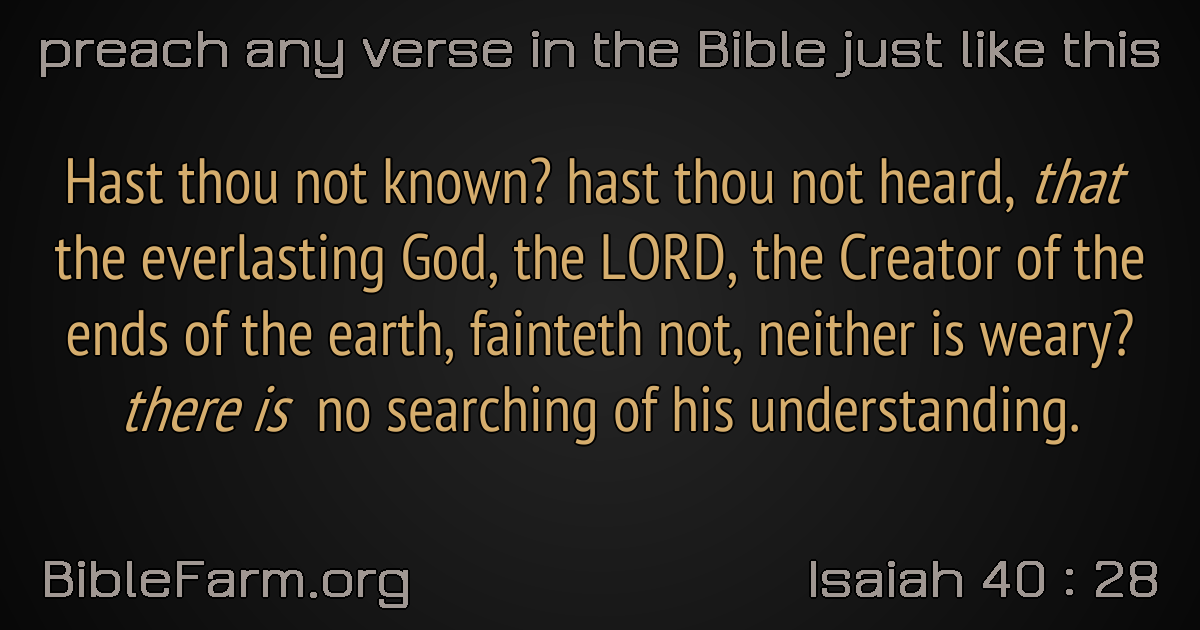 preach any verse in the Bible just like this
Hast thou not known? hast thou not heard, that
the everlasting God, the LORD, the Creator of the
ends of the earth, fainteth not, neither is weary?
there is no searching of his understanding.
BibleFarm.org
Isaiah 40 : 28